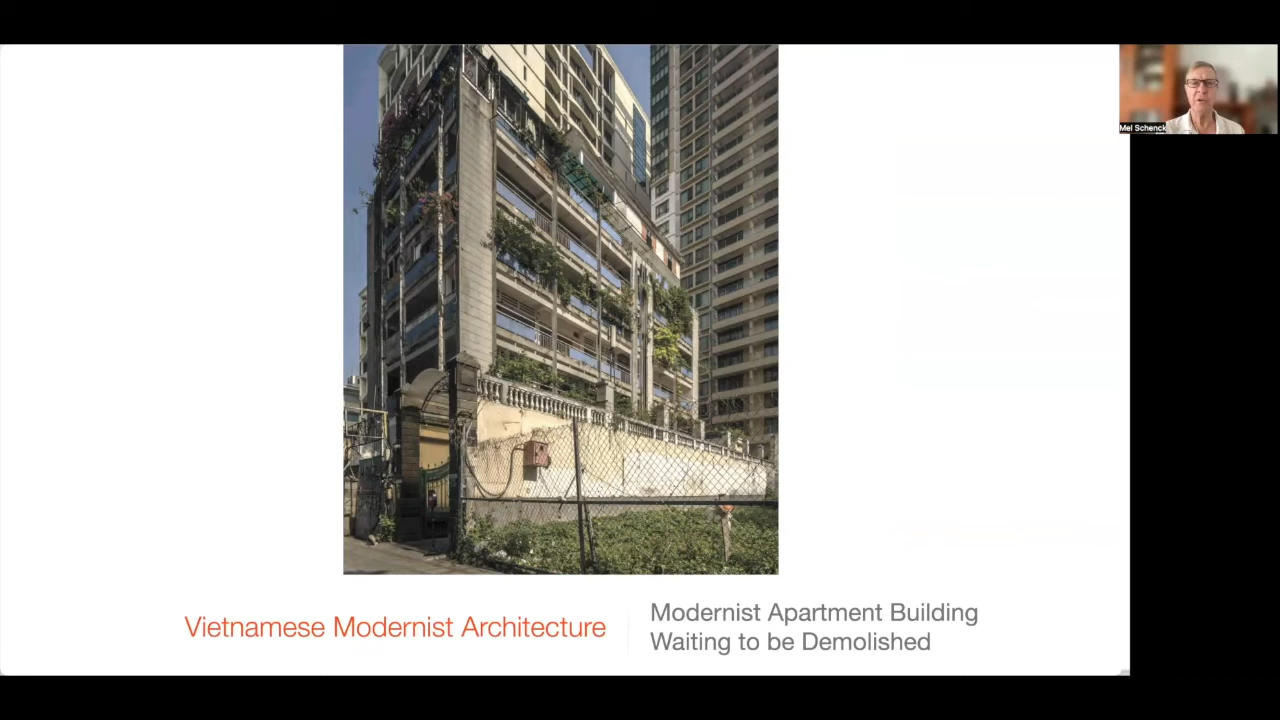 Mel Schenck
Vietnamese Modernist Architecture
Modernist Apartment Building
Waiting to be Demolished